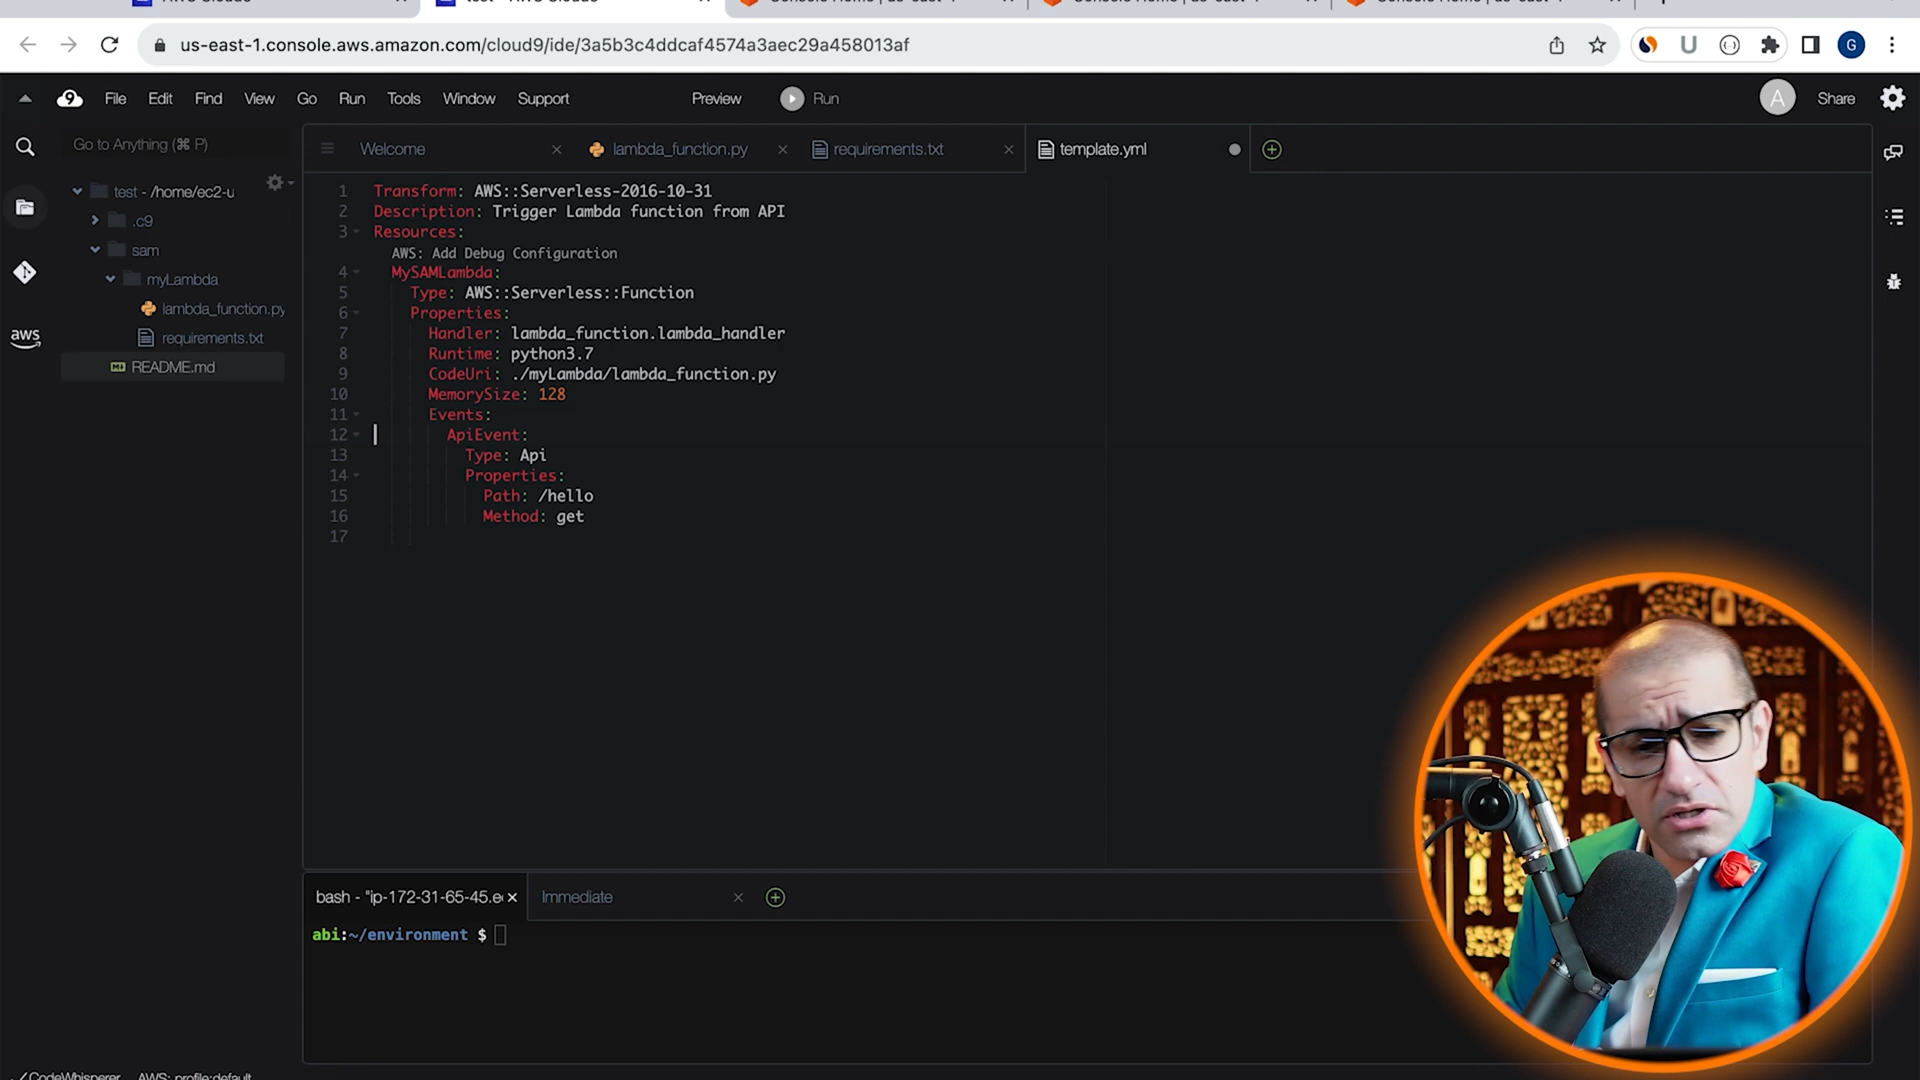 us-east-1.console.aws.amazon.com/cloud9/ide/3a5b3c4ddcaf4574a3aec29a458013af
G
9 File Edit Find View Go Run Tools Window Support Preview Run
A Share
Go to Anything (⌘ P)
Welcome lambda_function.py requirements.txt template.yml
test - /home/ec2-u
.c9
sam
myLambda
lambda_function.py
requirements.txt
README.md
aws
1 Transform: AWS::Serverless-2016-10-31
2 Description: Trigger Lambda function from API
3 Resources:
AWS: Add Debug Configuration
4 MySAMLambda:
5 Type: AWS::Serverless::Function
6 Properties:
7 Handler: lambda_function.lambda_handler
8 Runtime: python3.7
9 CodeUri: ./myLambda/lambda_function.py
10 MemorySize: 128
11 Events:
12 ApiEvent:
13 Type: Api
14 Properties:
15 Path: /hello
16 Method: get
17
bash - "ip-172-31-65-45.e Immediate
abi:~/environment $
CodeWhisperer AWS: profile:default